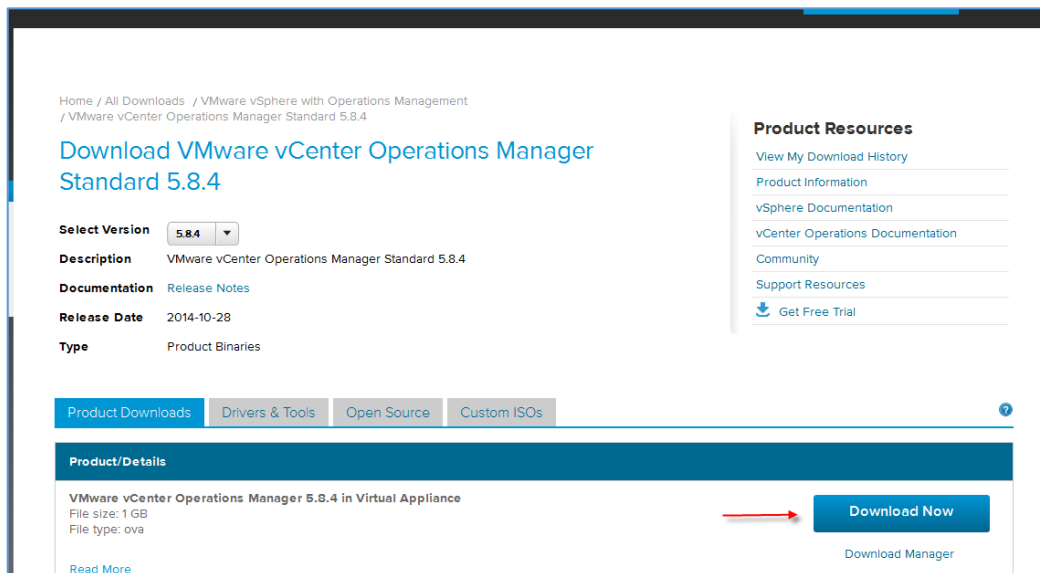 Home / All Downloads / VMware vSphere with Operations Management
/ VMware vCenter Operations Manager Standard 5.8.4
Download VMware vCenter Operations Manager
Standard 5.8.4
Select Version 5.8.4
Description VMware vCenter Operations Manager Standard 5.8.4
Documentation Release Notes
Release Date 2014-10-28
Type Product Binaries
Product Resources
View My Download History
Product Information
vSphere Documentation
vCenter Operations Documentation
Community
Support Resources
Get Free Trial
Product Downloads Drivers & Tools Open Source Custom ISOs ?
Product/Details
VMware vCenter Operations Manager 5.8.4 in Virtual Appliance
File size: 1 GB
File type: ova
Read More
Download Now
Download Manager